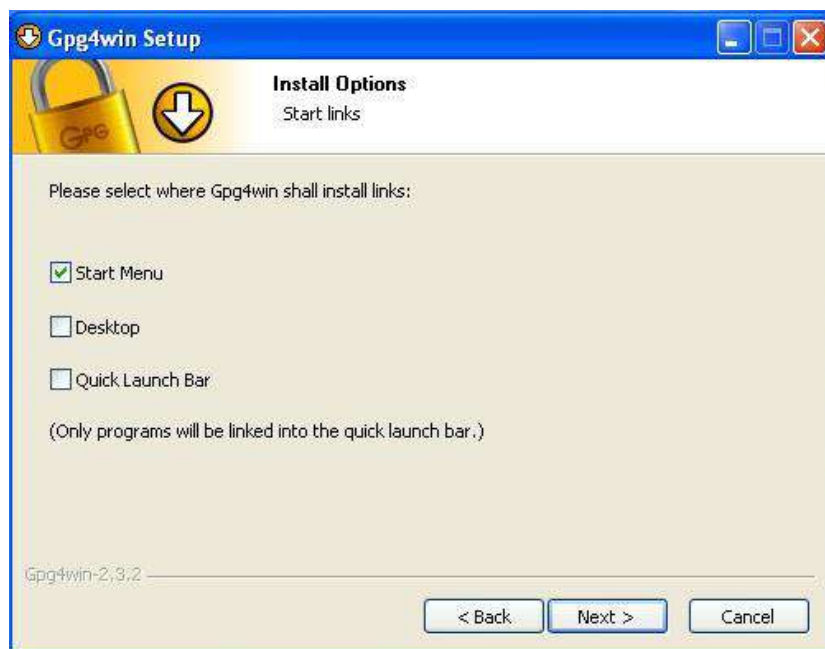 Gpg4win Setup
Install Options
Start links
GPG
Please select where Gpg4win shall install links:
Start Menu
Desktop
Quick Launch Bar
(Only programs will be linked into the quick launch bar.)
Gpg4win-2.3.2
< Back
Next >
Cancel